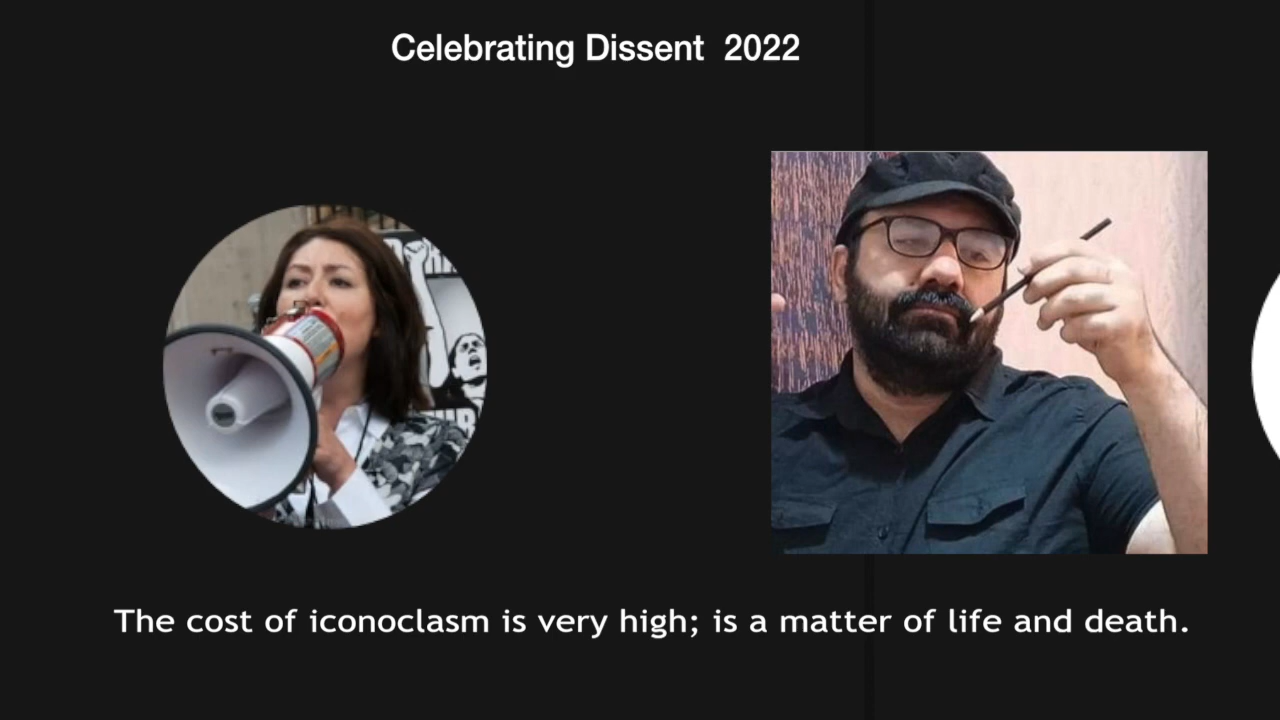 Celebrating Dissent 2022
The cost of iconoclasm is very high; is a matter of life and death.